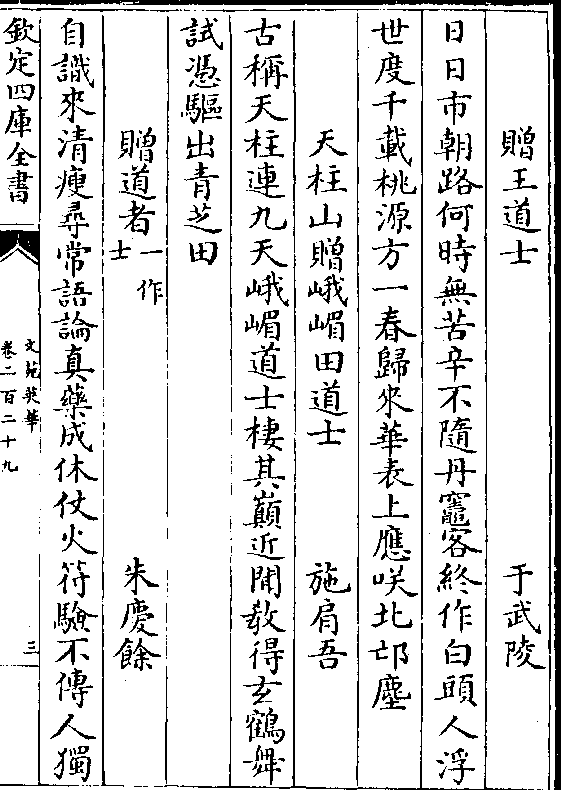 贈王道士 于武陵
日日市朝路何時無苦辛不隨丹竈客終作白頭人浮
世度千載桃源方一春歸來華表上應咲北邙塵
天柱山贈峨嵋田道士 施肩吾
古稱天柱連九天峨嵋道士棲其巔近聞教得玄鶴舞
試憑驅出青芝田
贈道者一作士 朱慶餘
自識來清瘦尋常語論真藥成休伏火符驗不傳人獨
欽定四庫全書
文苑英華
卷二百二十九
三